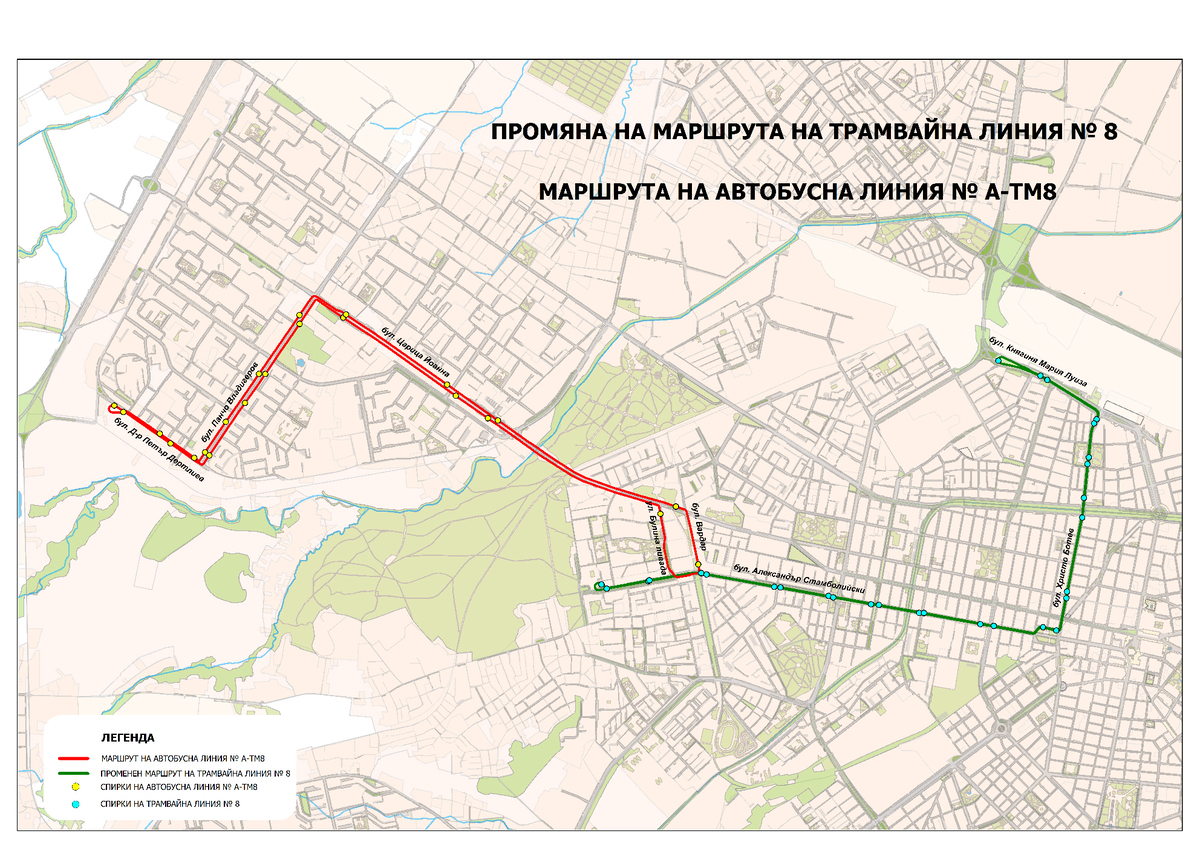 ПРОМЯНА НА МАРШРУТА НА ТРАМВАЙНА ЛИНИЯ № 8
МАРШРУТА НА АВТОБУСНА ЛИНИЯ № А-ТМ8
бул. Царица Йоанна
бул. Княгиня Мария Луиза
бул. Панчо Владигеров
бул. Д-р Петър Дертлиев
ул. Булина ливада
бул. Вардар
бул. Александър Стамболийски
бул. Христо Ботев
ЛЕГЕНДА
МАРШРУТ НА АВТОБУСНА ЛИНИЯ № А-ТМ8
ПРОМЕНЕН МАРШРУТ НА ТРАМВАЙНА ЛИНИЯ № 8
СПИРКИ НА АВТОБУСНА ЛИНИЯ № А-ТМ8
СПИРКИ НА ТРАМВАЙНА ЛИНИЯ № 8